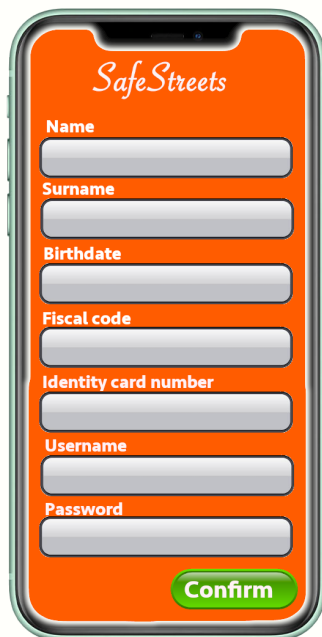 SafeStreets
Name
Surname
Birthdate
Fiscal code
Identity card number
Username
Password
Confirm